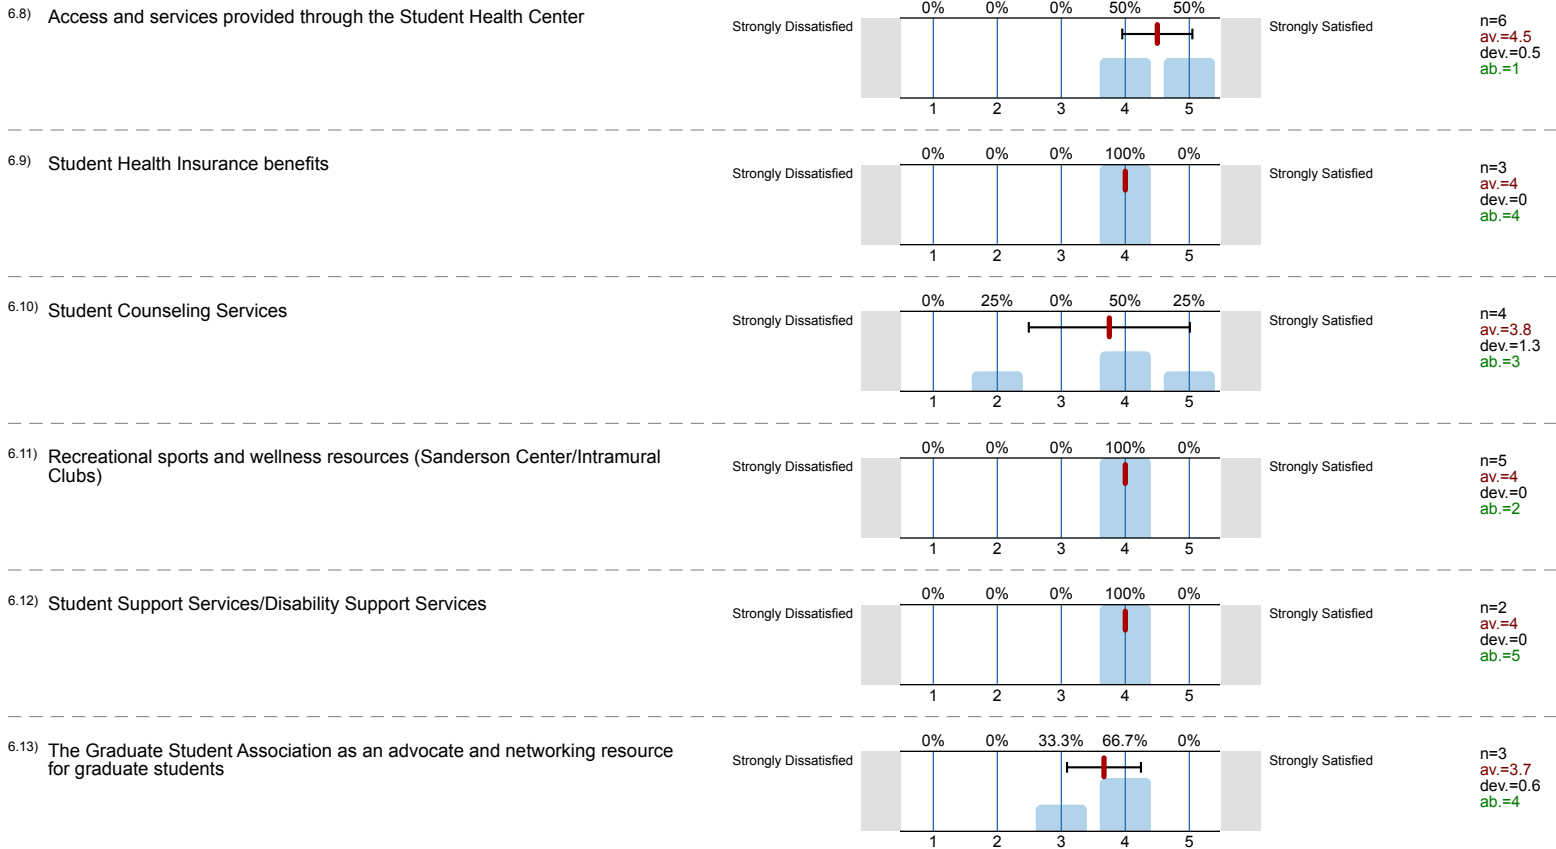 6.8) Access and services provided through the Student Health Center
0% 0% 0% 50% 50%
Strongly Dissatisfied Strongly Satisfied
n=6
av.=4.5
dev.=0.5
ab.=1
1 2 3 4 5
6.9) Student Health Insurance benefits
0% 0% 0% 100% 0%
Strongly Dissatisfied Strongly Satisfied
n=3
av.=4
dev.=0
ab.=4
1 2 3 4 5
6.10) Student Counseling Services
0% 25% 0% 50% 25%
Strongly Dissatisfied Strongly Satisfied
n=4
av.=3.8
dev.=1.3
ab.=3
1 2 3 4 5
6.11) Recreational sports and wellness resources (Sanderson Center/Intramural
Clubs)
0% 0% 0% 100% 0%
Strongly Dissatisfied Strongly Satisfied
n=5
av.=4
dev.=0
ab.=2
1 2 3 4 5
6.12) Student Support Services/Disability Support Services
0% 0% 0% 100% 0%
Strongly Dissatisfied Strongly Satisfied
n=2
av.=4
dev.=0
ab.=5
1 2 3 4 5
6.13) The Graduate Student Association as an advocate and networking resource
for graduate students
0% 0% 33.3% 66.7% 0%
Strongly Dissatisfied Strongly Satisfied
n=3
av.=3.7
dev.=0.6
ab.=4
1 2 3 4 5